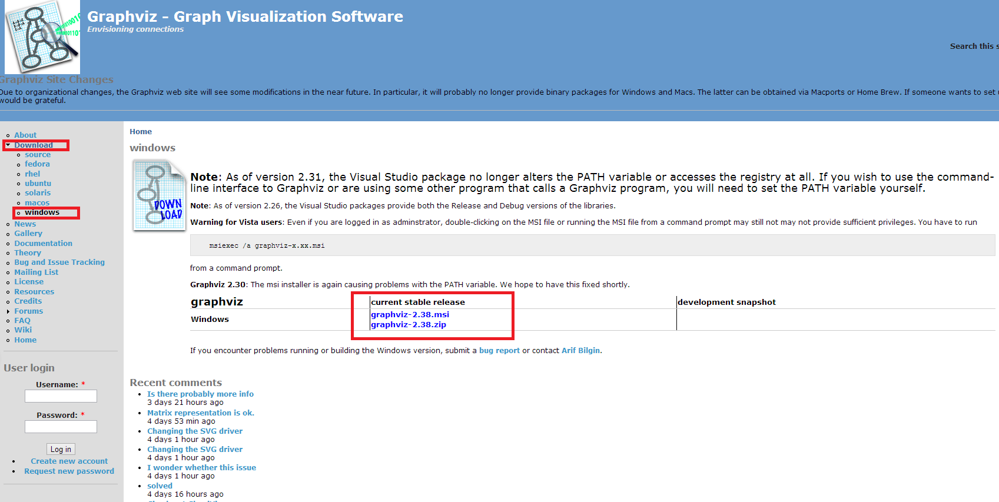 Graphviz - Graph Visualization Software
Envisioning connections
Search this s
Graphviz Site Changes
Due to organizational changes, the Graphviz web site will see some modifications in the near future. In particular, it will probably no longer provide binary packages for Windows and Macs. The latter can be obtained via Macports or Home Brew. If someone wants to set
would be grateful.
About
Download
source
fedora
rhel
ubuntu
solaris
macos
windows
News
Gallery
Documentation
Theory
Bug and Issue Tracking
Mailing List
License
Resources
Credits
Forums
FAQ
Wiki
Home
User login
Username: *
Password: *
Log in
Create new account
Request new password
Home
windows
DOWN
LOAD
Note: As of version 2.31, the Visual Studio package no longer alters the PATH variable or accesses the registry at all. If you wish to use the command-
line interface to Graphviz or are using some other program that calls a Graphviz program, you will need to set the PATH variable yourself.
Note: As of version 2.26, the Visual Studio packages provide both the Release and Debug versions of the libraries.
Warning for Vista users: Even if you are logged in as adminstrator, double-clicking on the MSI file or running the MSI file from a command prompt may still not may not provide sufficient privileges. You have to run
msiexec /a graphviz-x.xx.msi
from a command prompt.
Graphviz 2.30: The msi installer is again causing problems with the PATH variable. We hope to have this fixed shortly.
graphviz current stable release development snapshot
Windows graphviz-2.38.msi
graphviz-2.38.zip
If you encounter problems running or building the Windows version, submit a bug report or contact Arif Bilgin.
Recent comments
Is there probably more info
3 days 21 hours ago
Matrix representation is ok.
4 days 53 min ago
Changing the SVG driver
4 days 1 hour ago
Changing the SVG driver
4 days 1 hour ago
I wonder whether this issue
4 days 1 hour ago
solved
4 days 16 hours ago